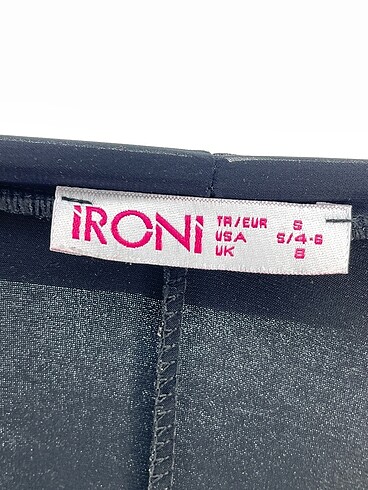 iRONi
TR/EUR S
USA S/4-6
UK 8